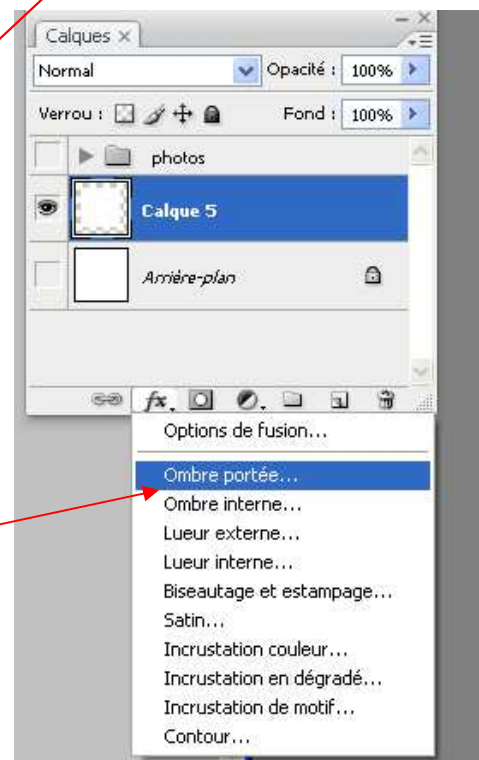 Calques ×
Normal Opacité : 100%
Verrou : Fond : 100%
photos
Calque 5
Arrière-plan
fx.
Options de fusion...
Ombre portée...
Ombre interne...
Lueur externe...
Lueur interne...
Biseautage et estampage...
Satin...
Incrustation couleur...
Incrustation en dégradé...
Incrustation de motif...
Contour...